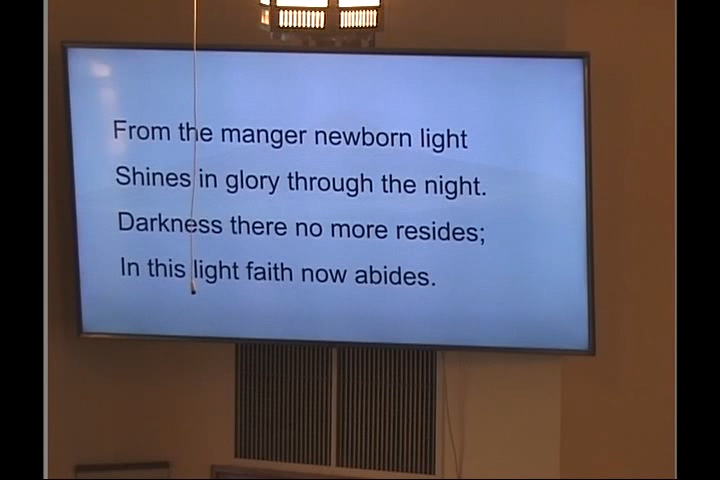 From the manger newborn light
Shines in glory through the night.
Darkness there no more resides;
In this light faith now abides.